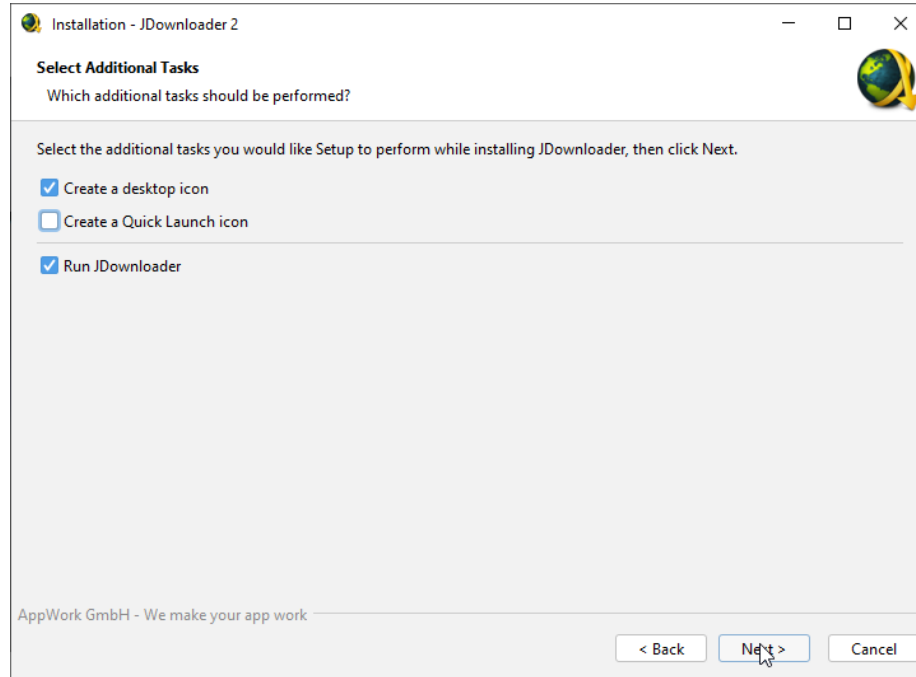 Installation - JDownloader 2
Select Additional Tasks
Which additional tasks should be performed?
Select the additional tasks you would like Setup to perform while installing JDownloader, then click Next.
Create a desktop icon
Create a Quick Launch icon
Run JDownloader
AppWork GmbH - We make your app work
< Back Next > Cancel